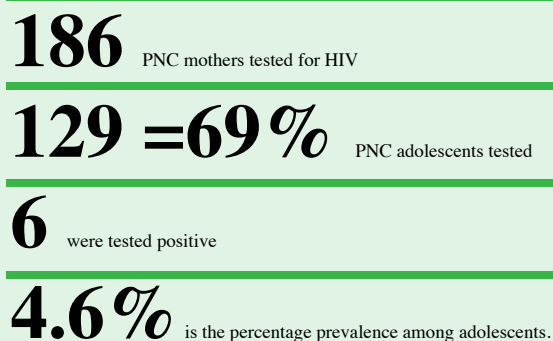 186 PNC mothers tested for HIV
129 =69% PNC adolescents tested
6 were tested positive
4.6% is the percentage prevalence among adolescents.